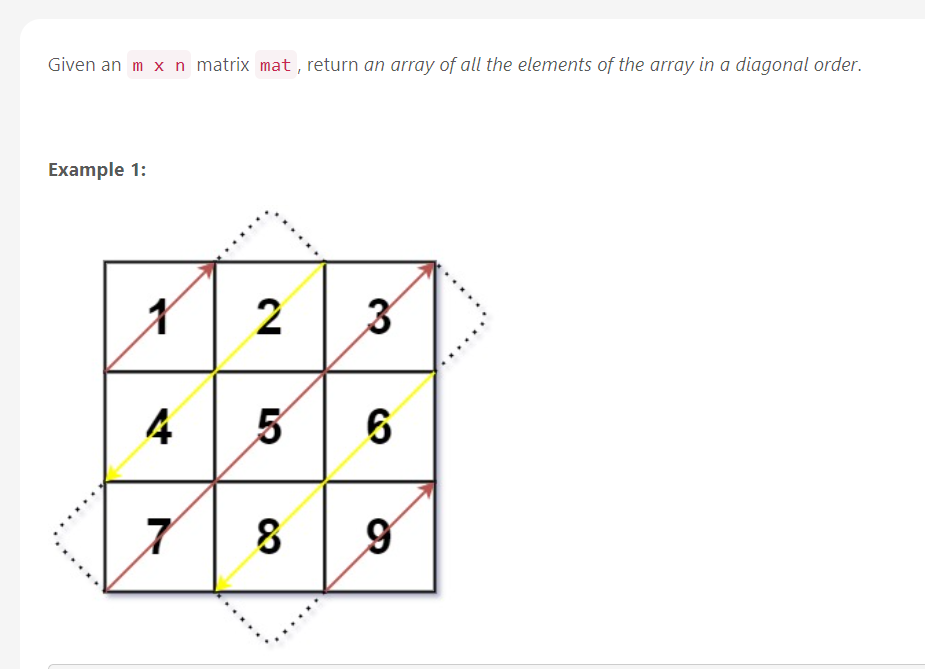 Given an m x n matrix mat, return an array of all the elements of the array in a diagonal order.
Example 1:
1 2 3
4 5 6
7 8 9